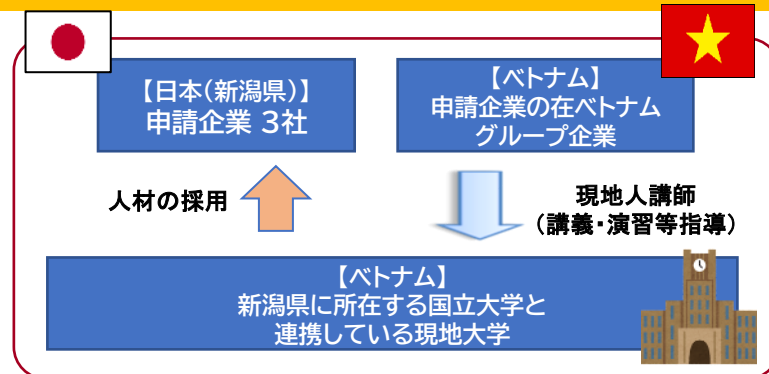 【日本(新潟県)】
申請企業 3社
【ベトナム】
申請企業の在ベトナム
グループ企業
人材の採用
現地人講師
(講義・演習等指導)
【ベトナム】
新潟県に所在する国立大学と
連携している現地大学